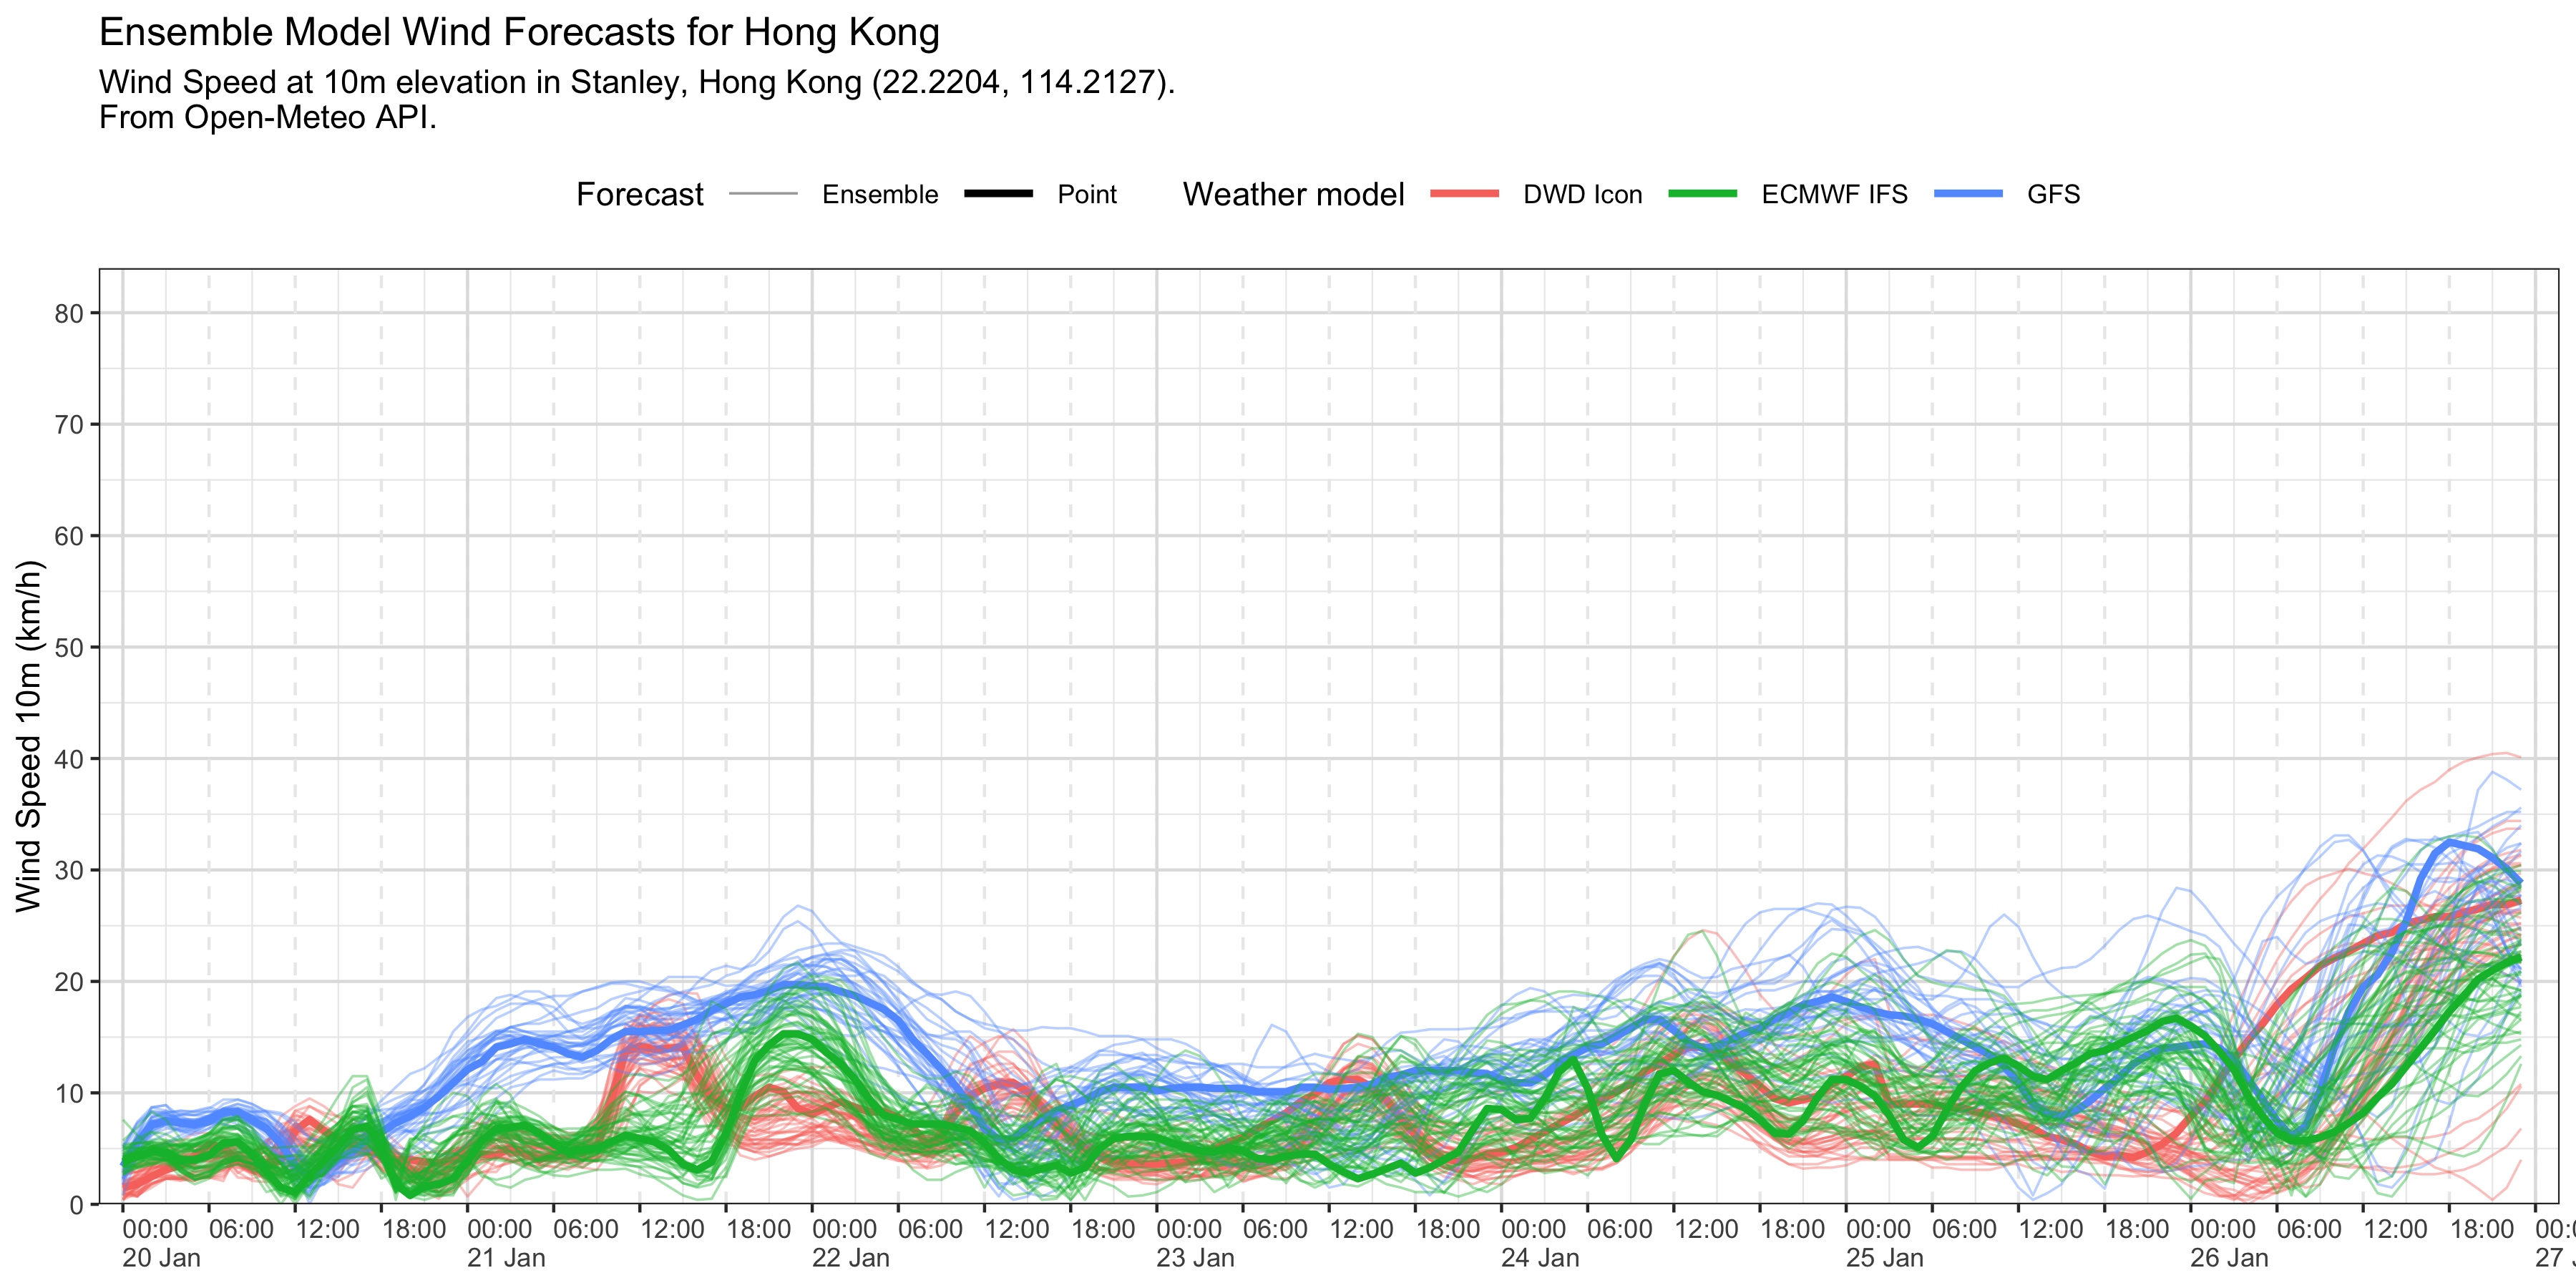 Ensemble Model Wind Forecasts for Hong Kong
Wind Speed at 10m elevation in Stanley, Hong Kong (22.2204, 114.2127).
From Open-Meteo API.
Forecast Ensemble Point Weather model DWD Icon ECMWF IFS GFS
Wind Speed 10m (km/h)
80
70
60
50
40
30
20
10
0
00:00 06:00 12:00 18:00 00:00 06:00 12:00 18:00 00:00 06:00 12:00 18:00 00:00 06:00 12:00 18:00 00:00 06:00 12:00 18:00 00:00 06:00 12:00 18:00 00:00 06:00 12:00 18:00
20 Jan 21 Jan 22 Jan 23 Jan 24 Jan 25 Jan 26 Jan 27